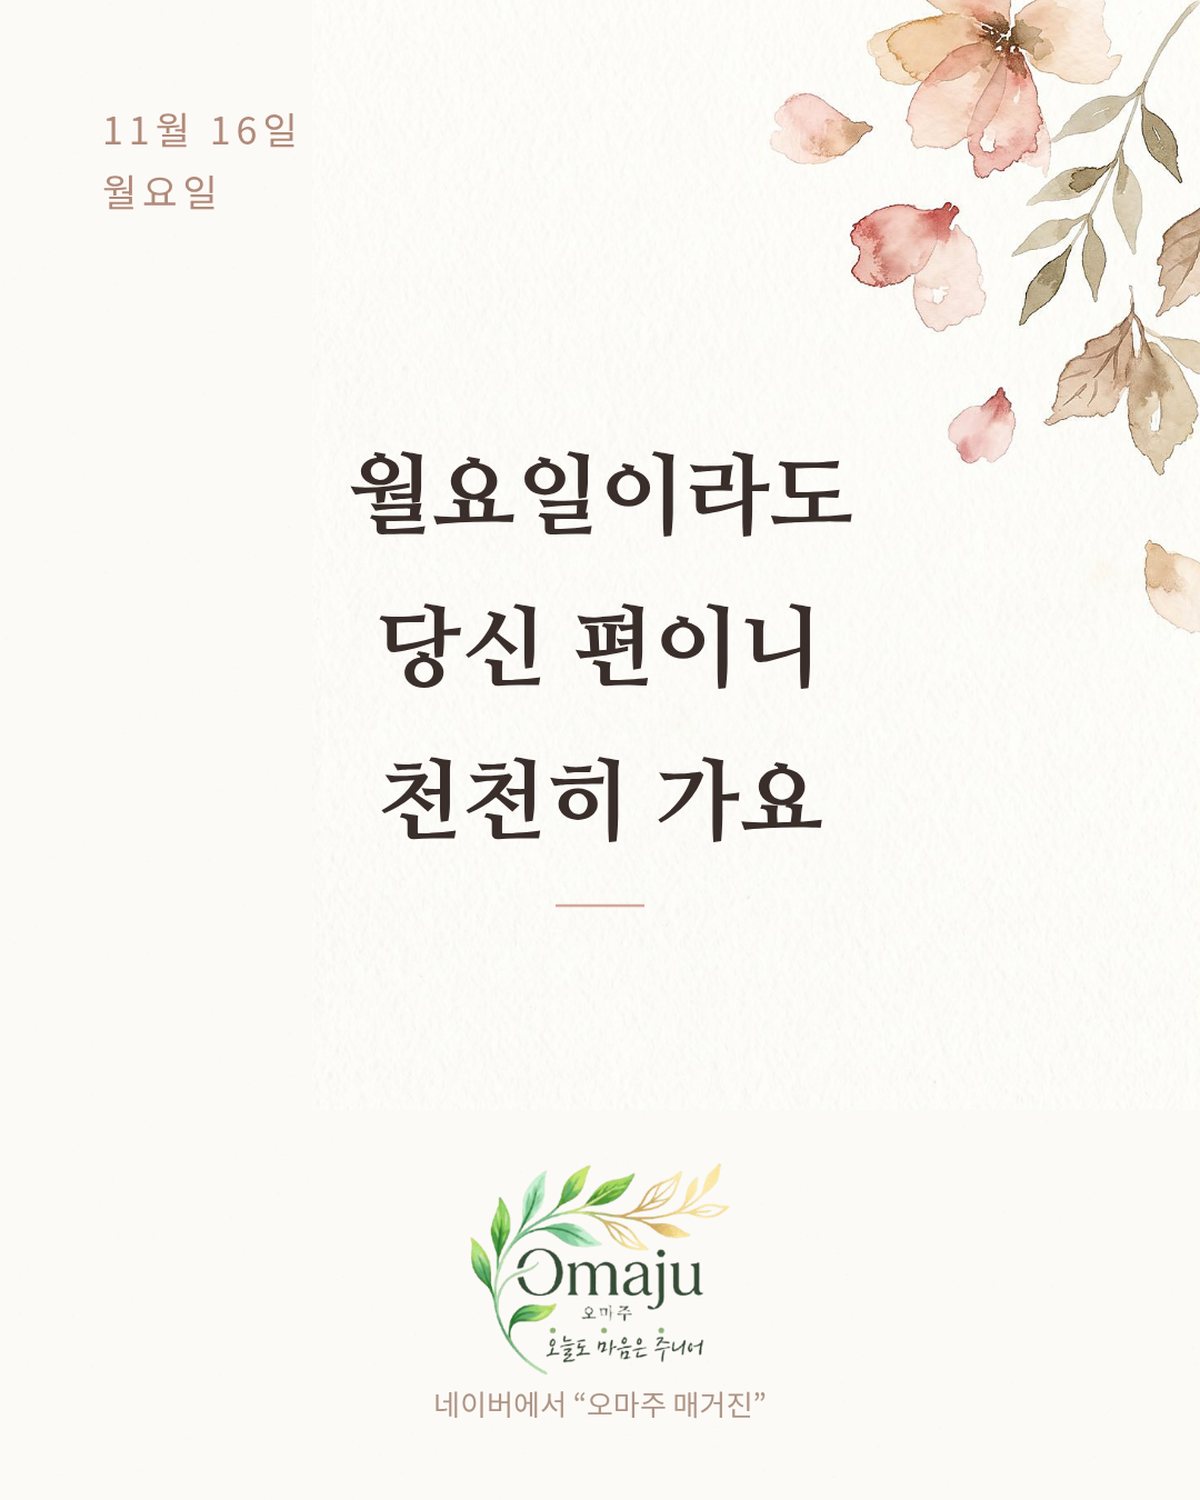 11월 16일
월요일
월요일이라도
당신 편이니
천천히 가요
Omaju
오마주
오늘도 마음은 주니어
네이버에서 “오마주 매거진”